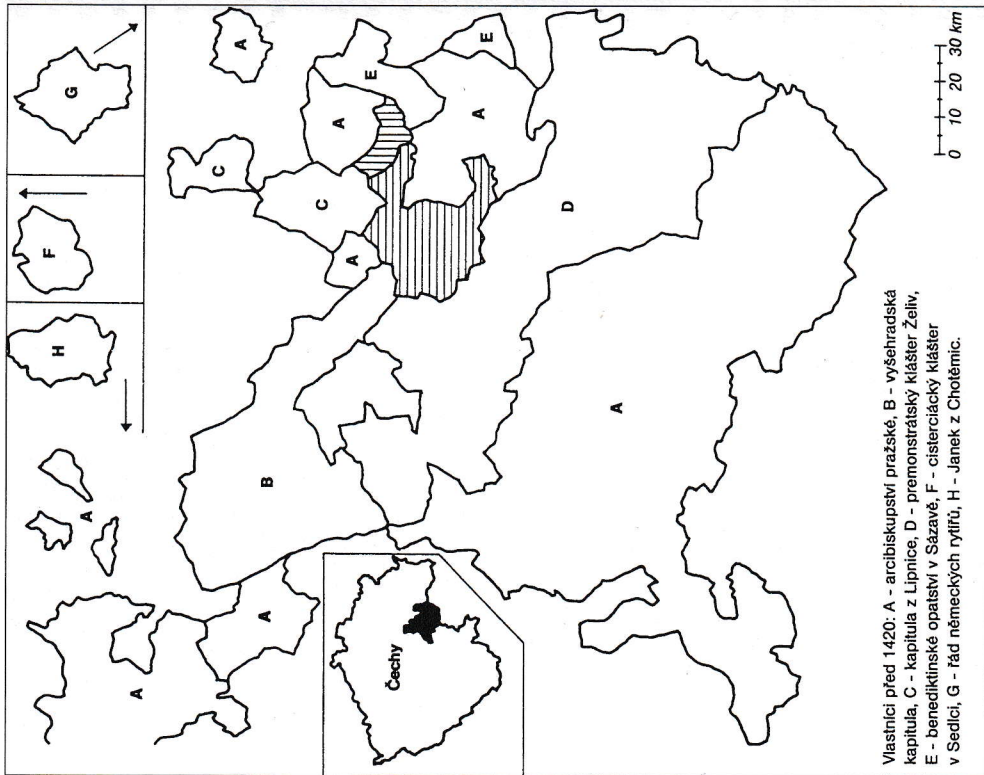 G
F
H
A
A
A
C
E
E
A
C
A
A
B
A
A
D
A
Čechy
0 10 20 30 km
Vlastníci před 1420: A - arcibiskupství pražské, B - vyšehradská
kapitula, C - kapitula z Lipnice, D - premonstrátský klášter Želiv,
E - benediktinské opatství v Sázavě, F - cisterciácký klášter
v Sedlci, G - řád německých rytířů, H - Janek z Chotěmic.